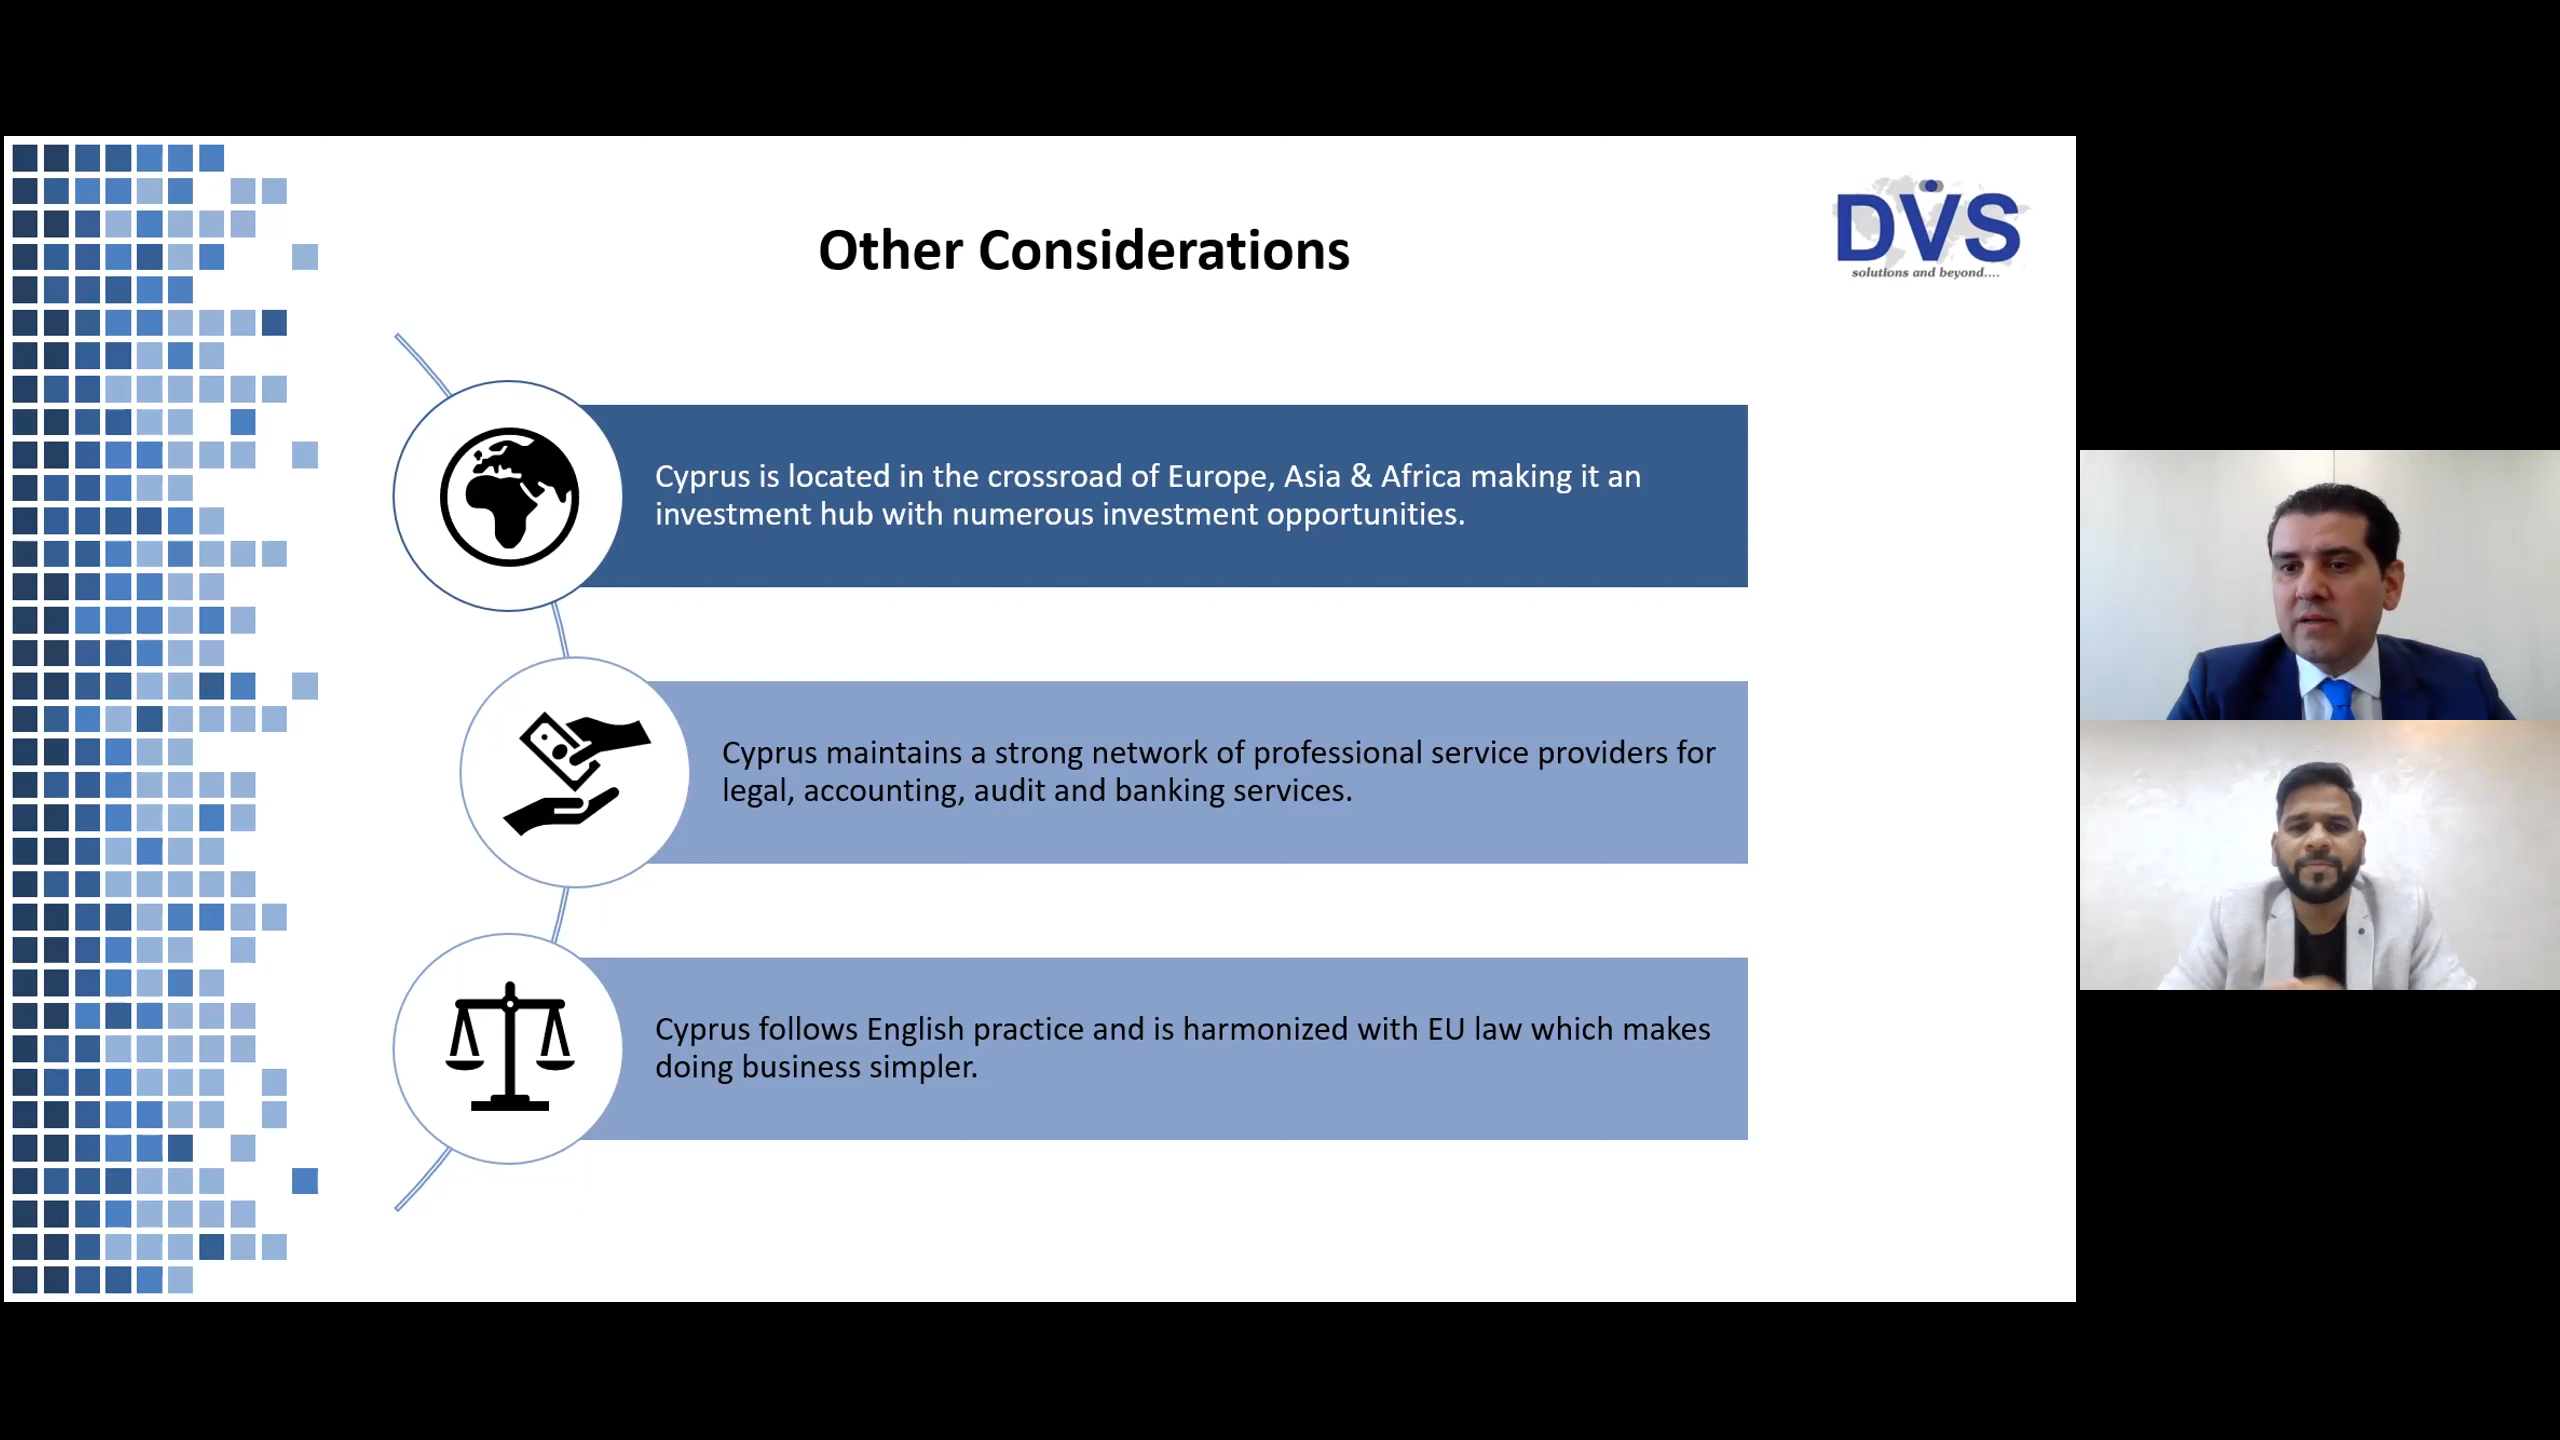 Other Considerations
DVS
solutions and beyond....
Cyprus is located in the crossroad of Europe, Asia & Africa making it an
investment hub with numerous investment opportunities.
Cyprus maintains a strong network of professional service providers for
legal, accounting, audit and banking services.
Cyprus follows English practice and is harmonized with EU law which makes
doing business simpler.